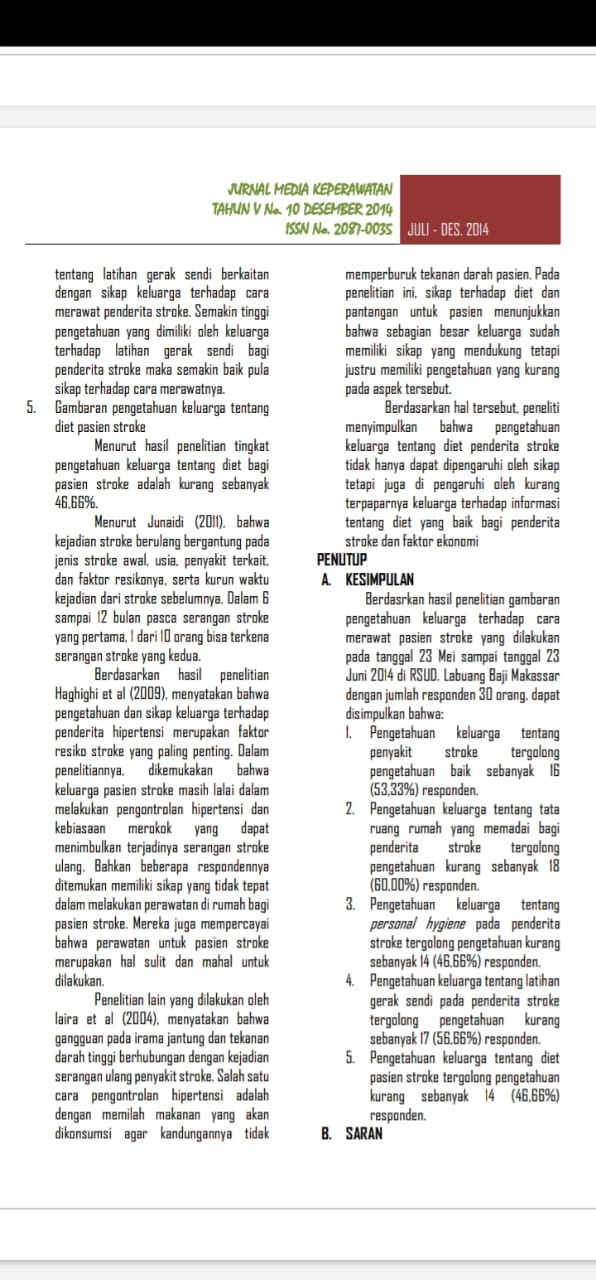 JURNAL MEDIA KEPERAWATAN
TAHUN V No. 10 DESEMBER 2014
ISSN No. 2087-0035
JULI - DES. 2014
tentang latihan gerak sendi berkaitan
dengan sikap keluarga terhadap cara
merawat penderita stroke. Semakin tinggi
pengetahuan yang dimiliki oleh keluarga
terhadap latihan gerak sendi bagi
penderita stroke maka semakin baik pula
sikap terhadap cara merawatnya.
5. Gambaran pengetahuan keluarga tentang
diet pasien stroke
Menurut hasil penelitian tingkat
pengetahuan keluarga tentang diet bagi
pasien stroke adalah kurang sebanyak
46,66%.
Menurut Junaidi (2011), bahwa
kejadian stroke berulang bergantung pada
jenis stroke awal, usia, penyakit terkait,
dan faktor resikonya, serta kurun waktu
kejadian dari stroke sebelumnya. Dalam 6
sampai 12 bulan pasca serangan stroke
yang pertama, 1 dari 10 orang bisa terkena
serangan stroke yang kedua.
Berdasarkan hasil penelitian
Haghighi et al (2009), menyatakan bahwa
pengetahuan dan sikap keluarga terhadap
penderita hipertensi merupakan faktor
resiko stroke yang paling penting. Dalam
penelitiannya, dikemukakan bahwa
keluarga pasien stroke masih lalai dalam
melakukan pengontrolan hipertensi dan
kebiasaan merokok yang dapat
menimbulkan terjadinya serangan stroke
ulang. Bahkan beberapa respondennya
ditemukan memiliki sikap yang tidak tepat
dalam melakukan perawatan di rumah bagi
pasien stroke. Mereka juga mempercayai
bahwa perawatan untuk pasien stroke
merupakan hal sulit dan mahal untuk
dilakukan.
Penelitian lain yang dilakukan oleh
laira et al (2004), menyatakan bahwa
gangguan pada irama jantung dan tekanan
darah tinggi berhubungan dengan kejadian
serangan ulang penyakit stroke. Salah satu
cara pengontrolan hipertensi adalah
dengan memilah makanan yang akan
dikonsumsi agar kandungannya tidak
memperburuk tekanan darah pasien. Pada
penelitian ini, sikap terhadap diet dan
pantangan untuk pasien menunjukkan
bahwa sebagian besar keluarga sudah
memiliki sikap yang mendukung tetapi
justru memiliki pengetahuan yang kurang
pada aspek tersebut.
Berdasarkan hal tersebut, peneliti
menyimpulkan bahwa pengetahuan
keluarga tentang diet penderita stroke
tidak hanya dapat dipengaruhi oleh sikap
tetapi juga di pengaruhi oleh kurang
terpaparnya keluarga terhadap informasi
tentang diet yang baik bagi penderita
stroke dan faktor ekonomi
PENUTUP
A. KESIMPULAN
Berdasrkan hasil penelitian gambaran
pengetahuan keluarga terhadap cara
merawat pasien stroke yang dilakukan
pada tanggal 23 Mei sampai tanggal 23
Juni 2014 di RSUD. Labuang Baji Makassar
dengan jumlah responden 30 orang, dapat
disimpulkan bahwa:
1. Pengetahuan keluarga tentang
penyakit stroke tergolong
pengetahuan baik sebanyak 16
(53,33%) responden.
2. Pengetahuan keluarga tentang tata
ruang rumah yang memadai bagi
penderita stroke tergolong
pengetahuan kurang sebanyak 18
(60,00%) responden.
3. Pengetahuan keluarga tentang
personal hygiene pada penderita
stroke tergolong pengetahuan kurang
sebanyak 14 (46,66%) responden.
4. Pengetahuan keluarga tentang latihan
gerak sendi pada penderita stroke
tergolong pengetahuan kurang
sebanyak 17 (56,66%) responden.
5. Pengetahuan keluarga tentang diet
pasien stroke tergolong pengetahuan
kurang sebanyak 14 (46,66%)
responden.
B. SARAN